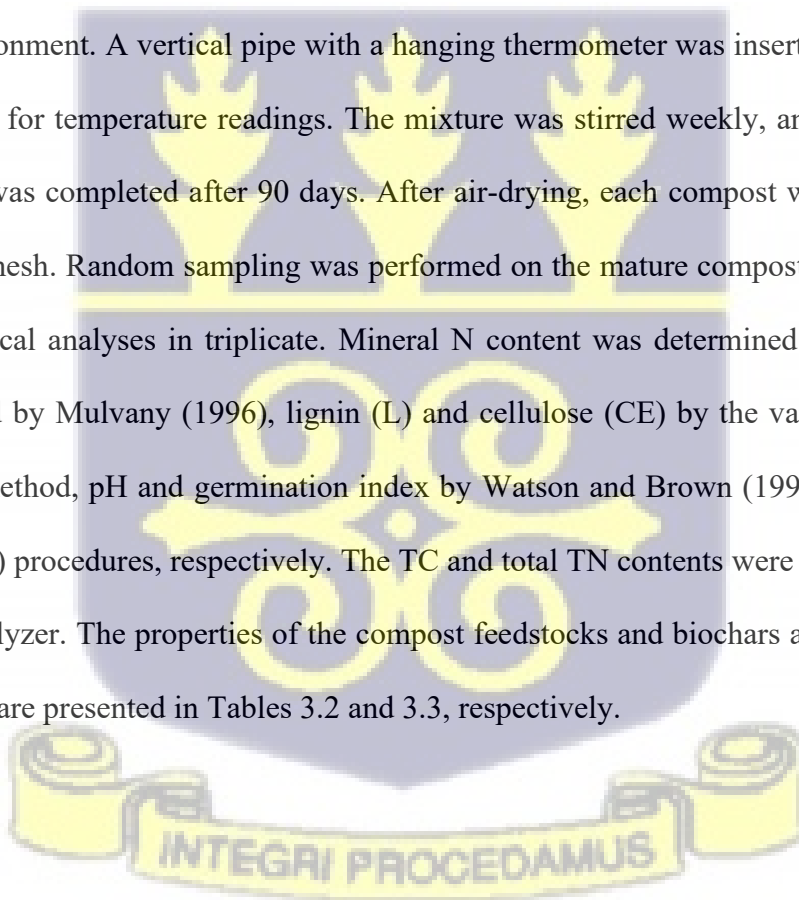 onment. A vertical pipe with a hanging thermometer was insert
for temperature readings. The mixture was stirred weekly, an
was completed after 90 days. After air-drying, each compost w
nesh. Random sampling was performed on the mature compost
cal analyses in triplicate. Mineral N content was determined
l by Mulvany (1996), lignin (L) and cellulose (CE) by the va
ethod, pH and germination index by Watson and Brown (199
) procedures, respectively. The TC and total TN contents were
lyzer. The properties of the compost feedstocks and biochars a
are presented in Tables 3.2 and 3.3, respectively.
INTEGRI PROCEDAMUS